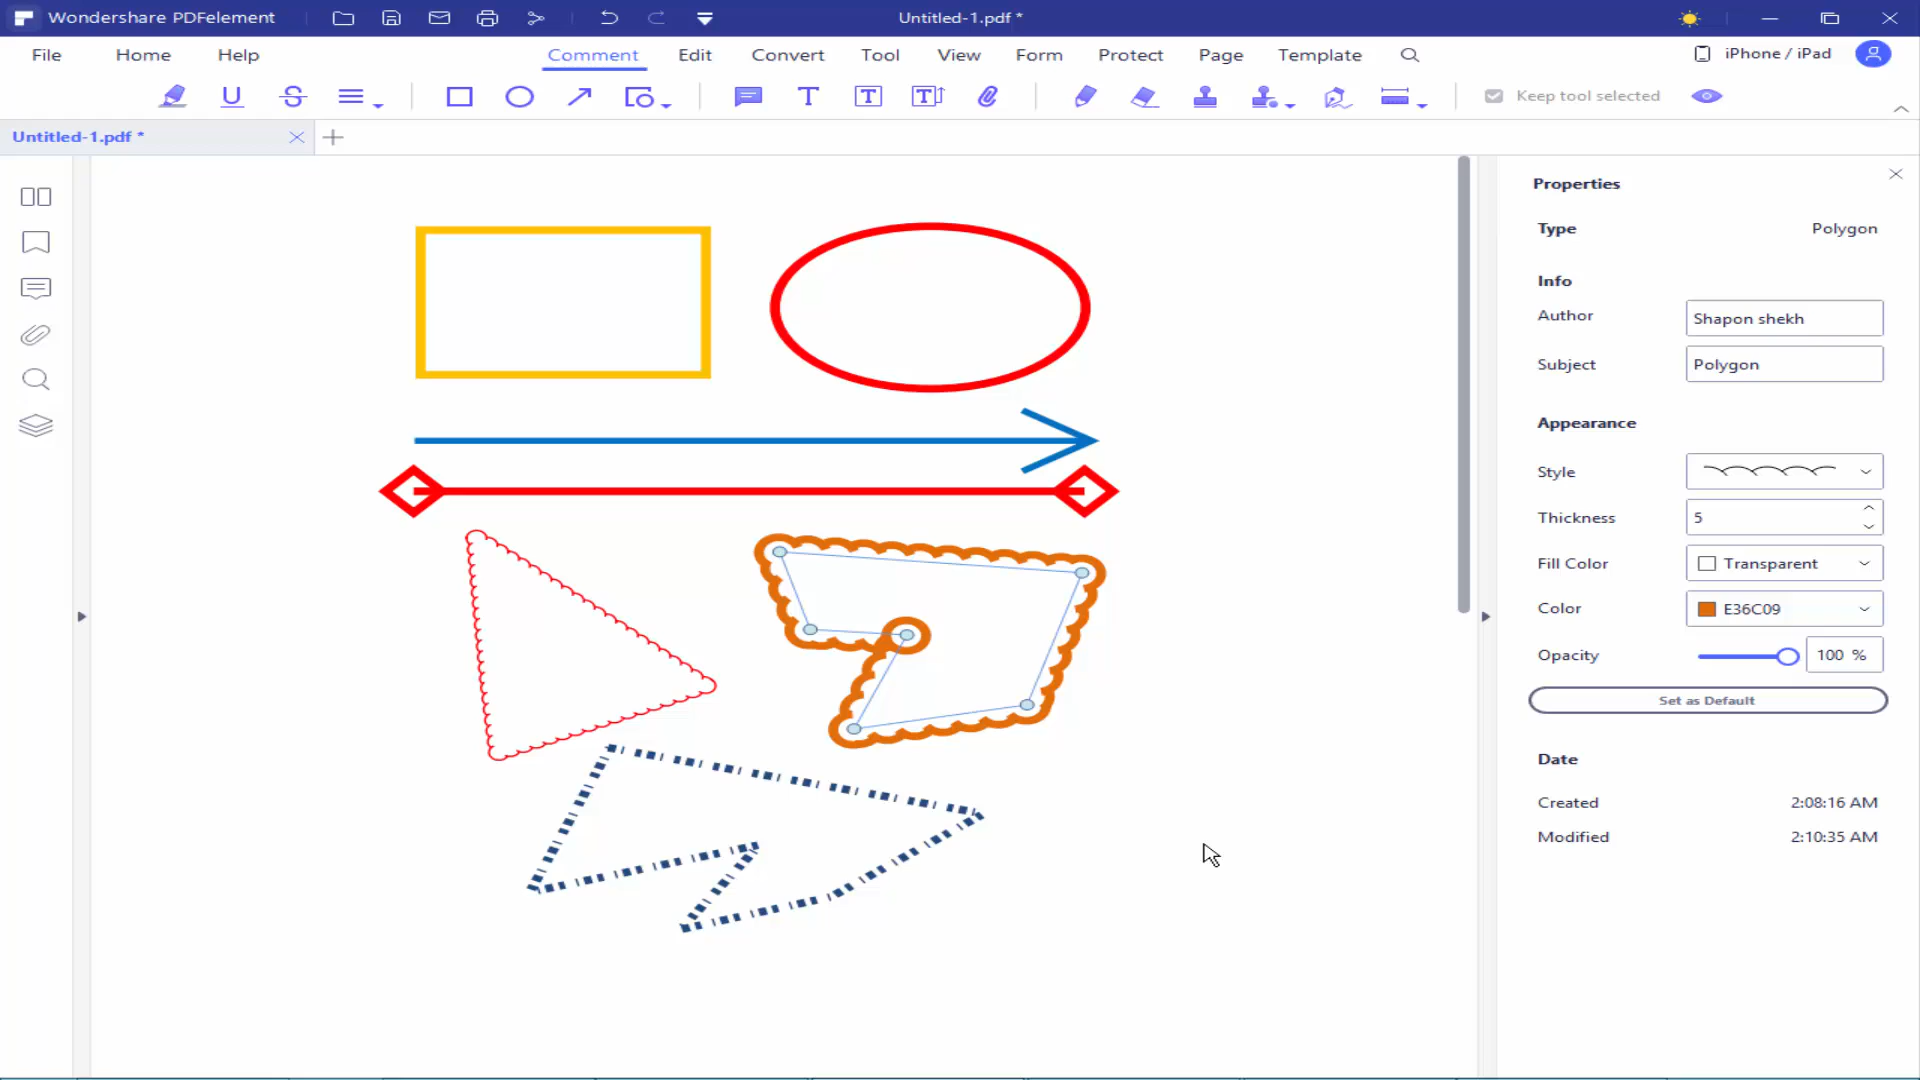 Wondershare PDFelement
Untitled-1.pdf *
File Home Help Comment Edit Convert Tool View Form Protect Page Template
iPhone / iPad
U S T T T
Keep tool selected
Untitled-1.pdf *
Properties
Type Polygon
Info
Author Shapon shekh
Subject Polygon
Appearance
Style
Thickness 5
Fill Color Transparent
Color E36C09
Opacity 100 %
Set as Default
Date
Created 2:08:16 AM
Modified 2:10:35 AM